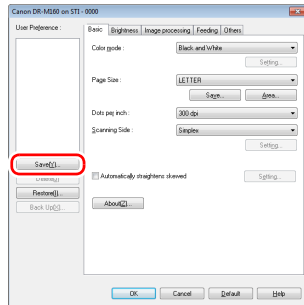 Canon DR-M160 on STI - 0000
User Preference :
Save(V)...
Delete(J)
Restore(I)...
Back Up(X)...
Basic Brightness Image processing Feeding Others
Color mode : Black and White
Setting...
Page Size : LETTER
Save... Area...
Dots per inch : 300 dpi
Scanning Side : Simplex
Setting...
Automatically straightens skewed Setting...
About(Z)...
OK Cancel Default Help